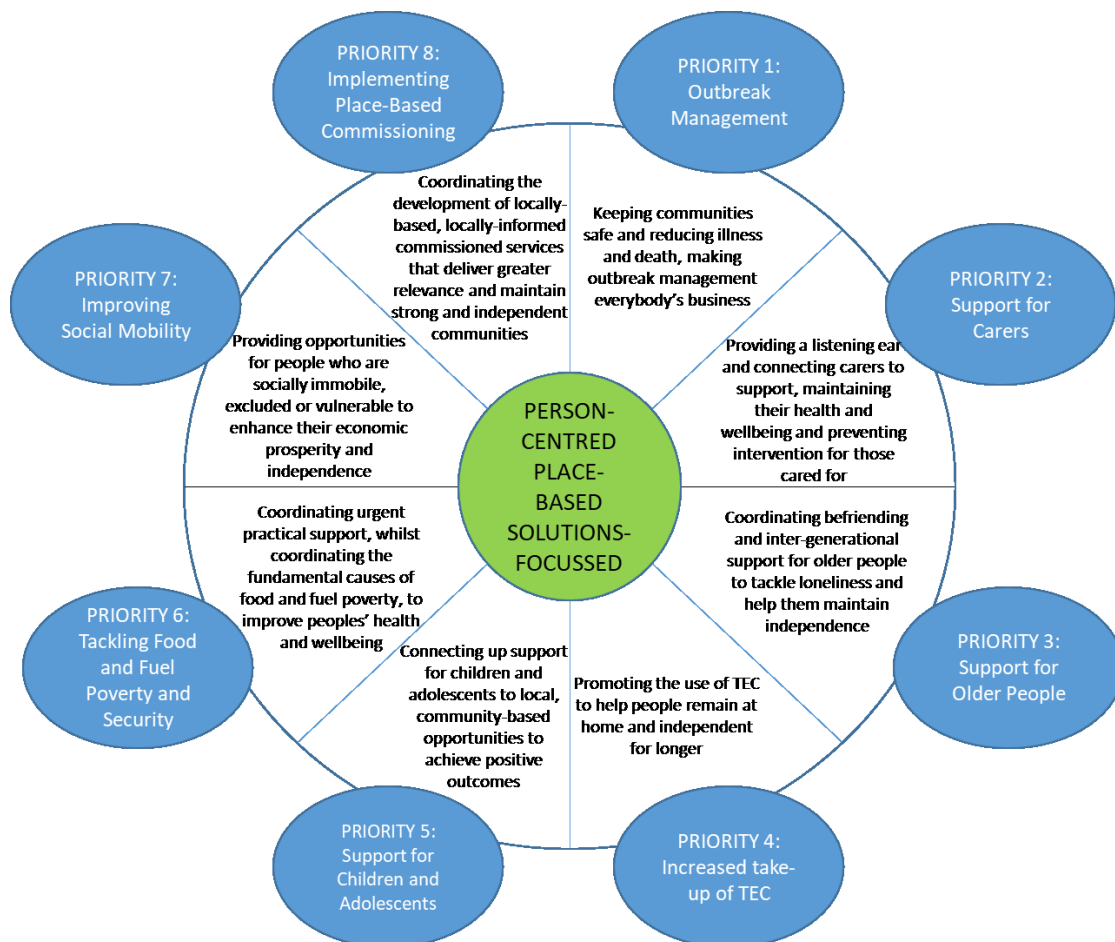 PRIORITY 8:
Implementing
Place-Based
Commissioning
PRIORITY 1:
Outbreak
Management
Coordinating the
development of locally-
based, locally-informed
commissioned services
that deliver greater
relevance and maintain
strong and independent
communities
Keeping communities
safe and reducing illness
and death, making
outbreak management
everybody's business
PRIORITY 7:
Improving
Social Mobility
PRIORITY 2:
Support for
Carers
Providing opportunities
for people who are
socially immobile,
excluded or vulnerable to
enhance their economic
prosperity and
independence
Providing a listening ear
and connecting carers to
support, maintaining
their health and
wellbeing and preventing
intervention for those
cared for
PERSON-
CENTRED
PLACE-
BASED
SOLUTIONS-
FOCUSSED
Coordinating urgent
practical support, whilst
coordinating the
fundamental causes of
food and fuel poverty, to
improve peoples' health
and wellbeing
Coordinating befriending
and inter-generational
support for older people
to tackle loneliness and
help them maintain
independence
PRIORITY 6:
Tackling Food
and Fuel
Poverty and
Security
PRIORITY 3:
Support for
Older People
Connecting up support
for children and
adolescents to local,
community-based
opportunities to
achieve positive
outcomes
Promoting the use of TEC
to help people remain at
home and independent
for longer
PRIORITY 5:
Support for
Children and
Adolescents
PRIORITY 4:
Increased take-
up of TEC